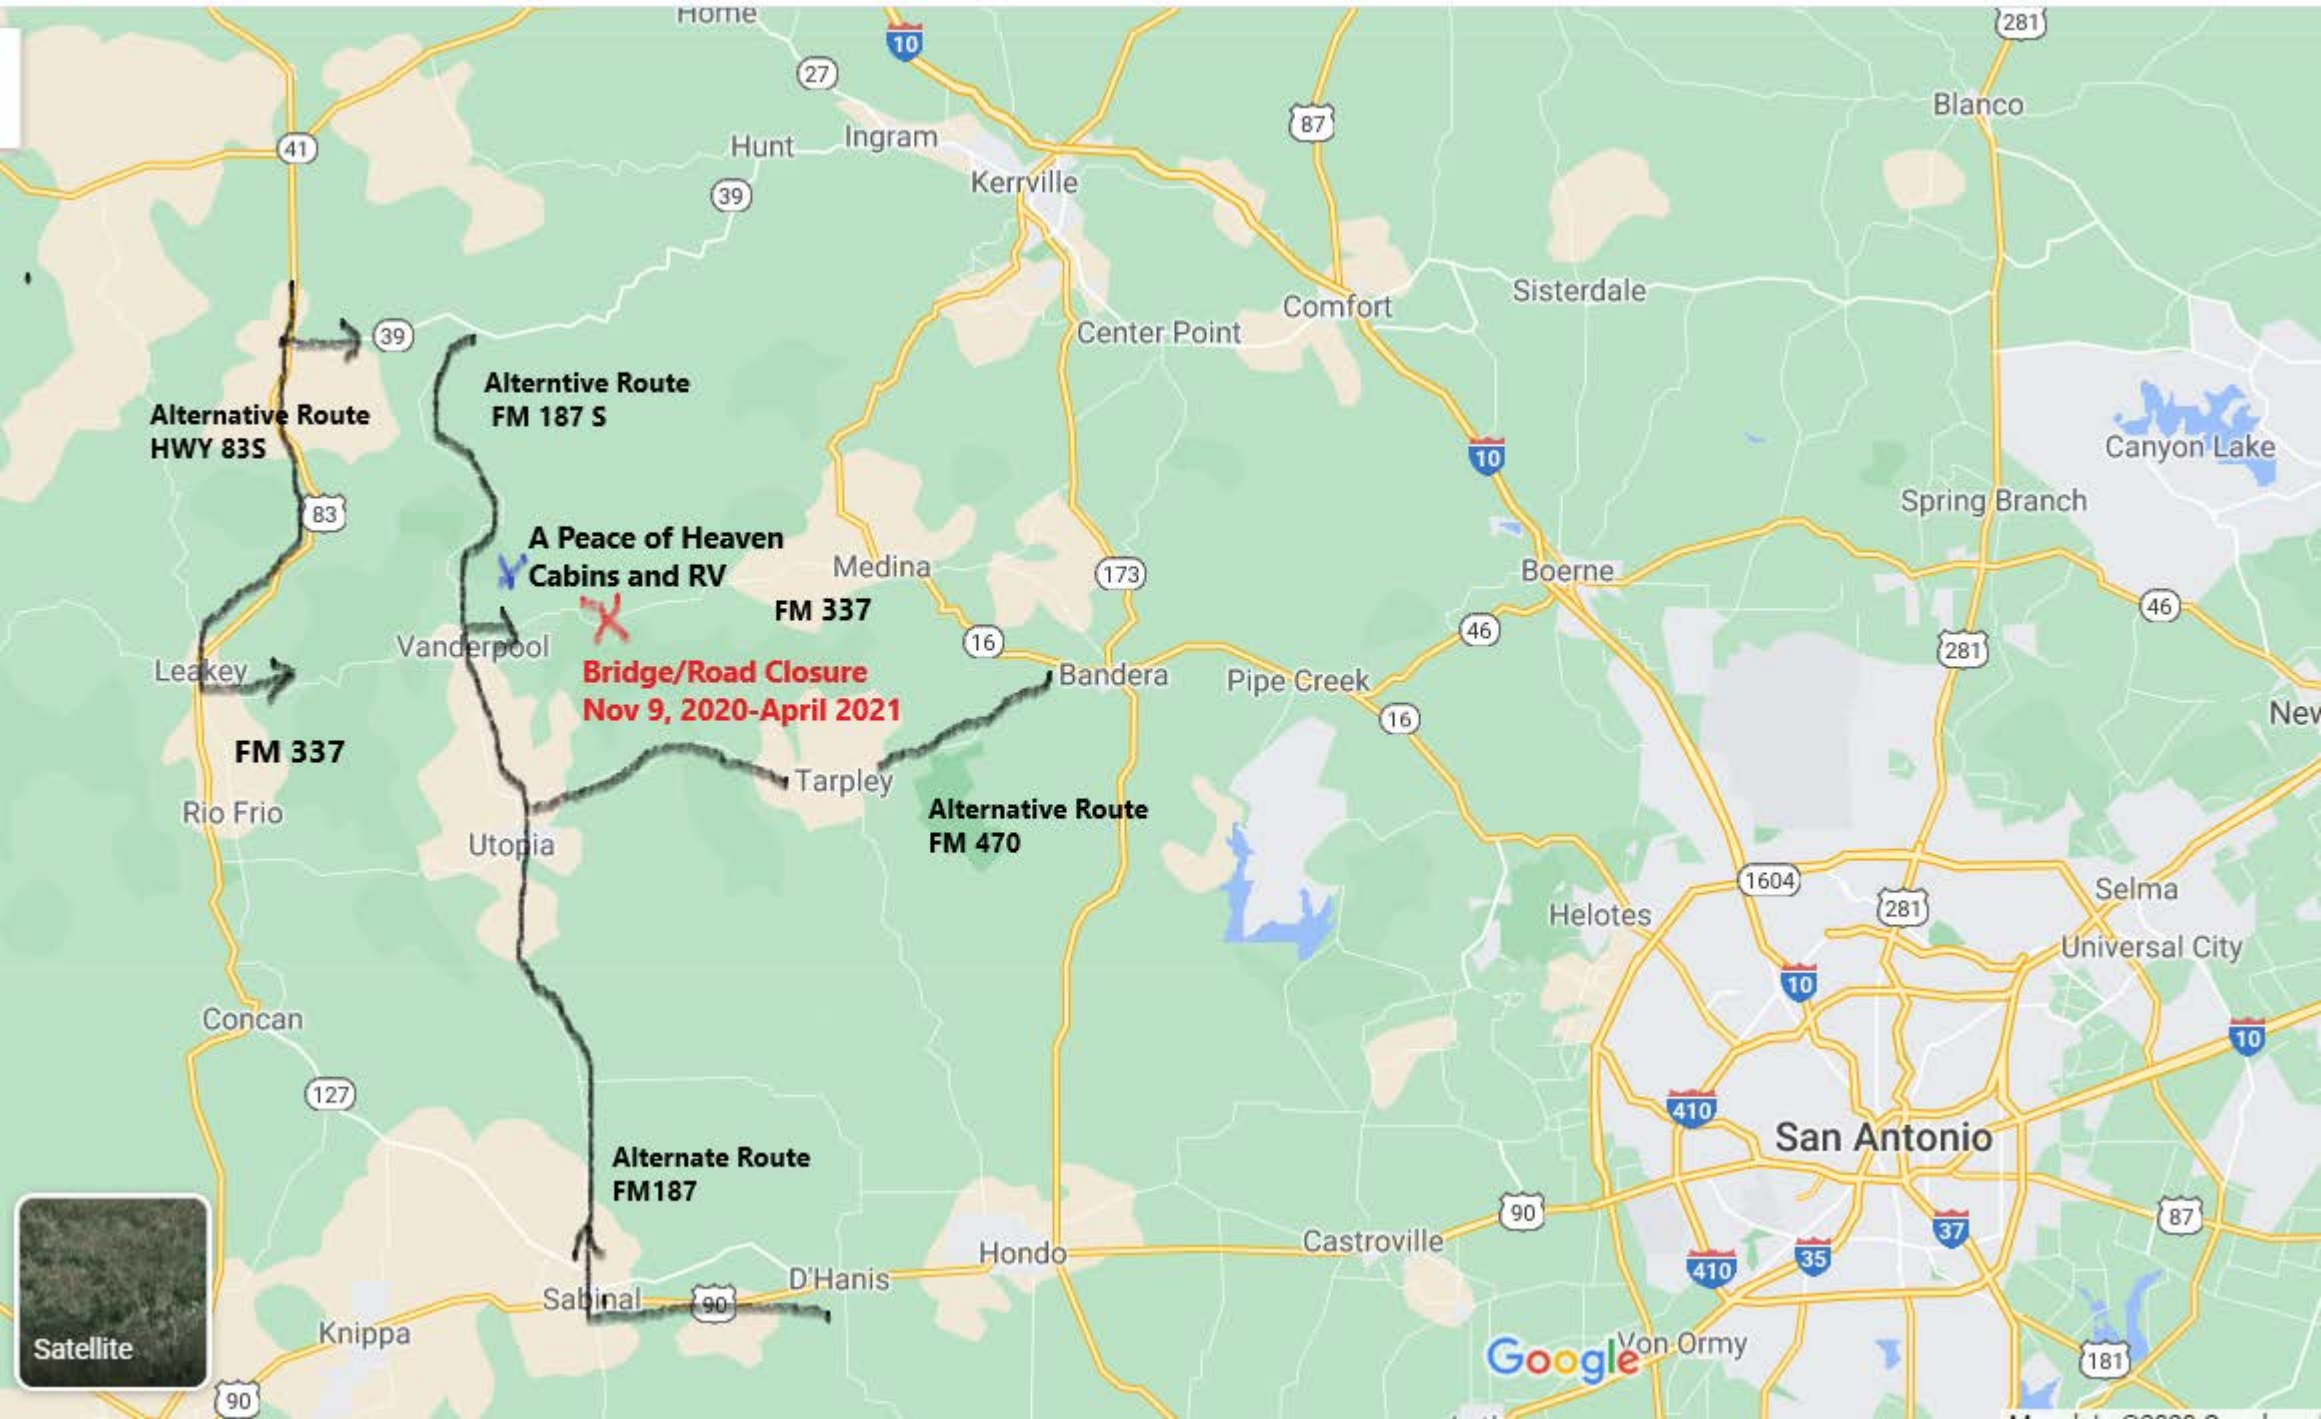 Home
281
10
27
87
Blanco
Hunt
Ingram
41
Kerrville
39
Sisterdale
Comfort
Center Point
39
Alterntive Route
FM 187 S
Alternative Route
HWY 83S
10
Canyon Lake
Spring Branch
83
A Peace of Heaven
Cabins and RV
Medina
173
Boerne
FM 337
46
46
16
281
Vanderpool
Leakey
Bridge/Road Closure
Nov 9, 2020-April 2021
Bandera
Pipe Creek
16
New
FM 337
Tarpley
Rio Frio
Alternative Route
FM 470
Utopia
1604
Selma
281
Helotes
Universal City
10
Concan
10
127
410
San Antonio
Alternate Route
FM187
90
87
37
Castroville
Hondo
35
410
D'Hanis
Sabinal
90
Knippa
Satellite
Google
Von Ormy
181
90